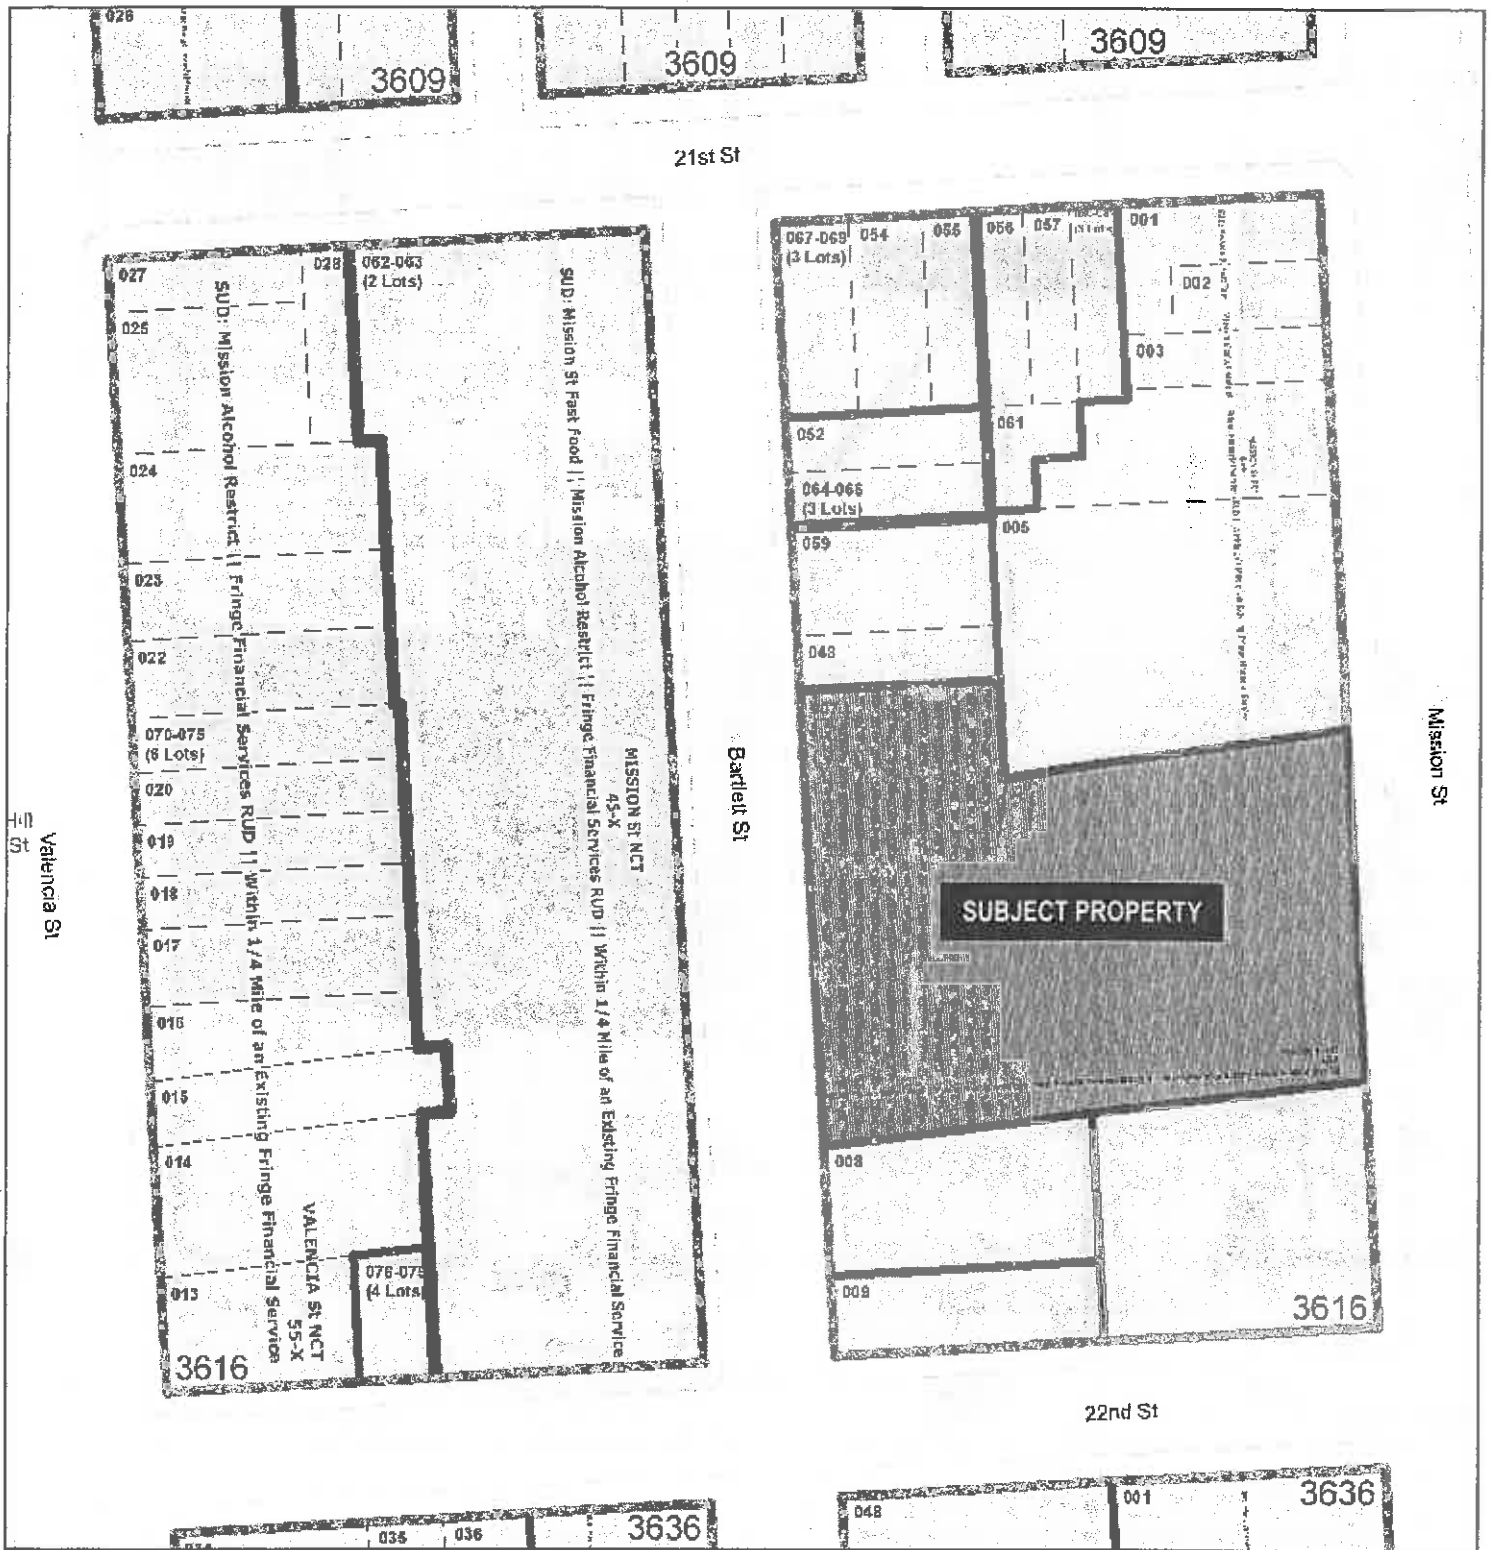 026
3609
3609
3609
21st St
027
028
062-063
(2 Lots)
025
024
023
022
070-075
(6 Lots)
020
019
018
017
016
015
014
013
076-079
(4 Lots)
3616
SUD: Mission Alcohol Restrict || Fringe Financial Services RUD || Within 1/4 Mile of an Existing Fringe Financial Service
VALENCIA St NCT
55-X
SUD: Mission St Fast Food || Mission Alcohol Restrict || Fringe Financial Services RUD || Within 1/4 Mile of an Existing Fringe Financial Service
MISSION St NCT
45-X
Hill
St
Valencia St
Bartlett St
067-069
(3 Lots)
054
055
056
057
001
002
003
052
061
064-066
(3 Lots)
005
059
048
SUBJECT PROPERTY
008
009
3616
Mission St
22nd St
035
036
3636
048
001
3636